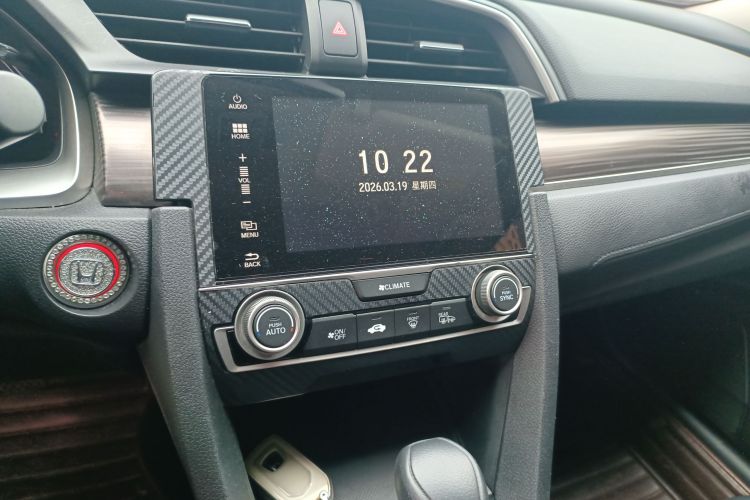 AUDIO
HOME
+
VOL
−
MENU
BACK
10 22
2026.03.19 星期四
CLIMATE
PUSH
AUTO
ON/
OFF
FRONT
REAR
PUSH
SYNC